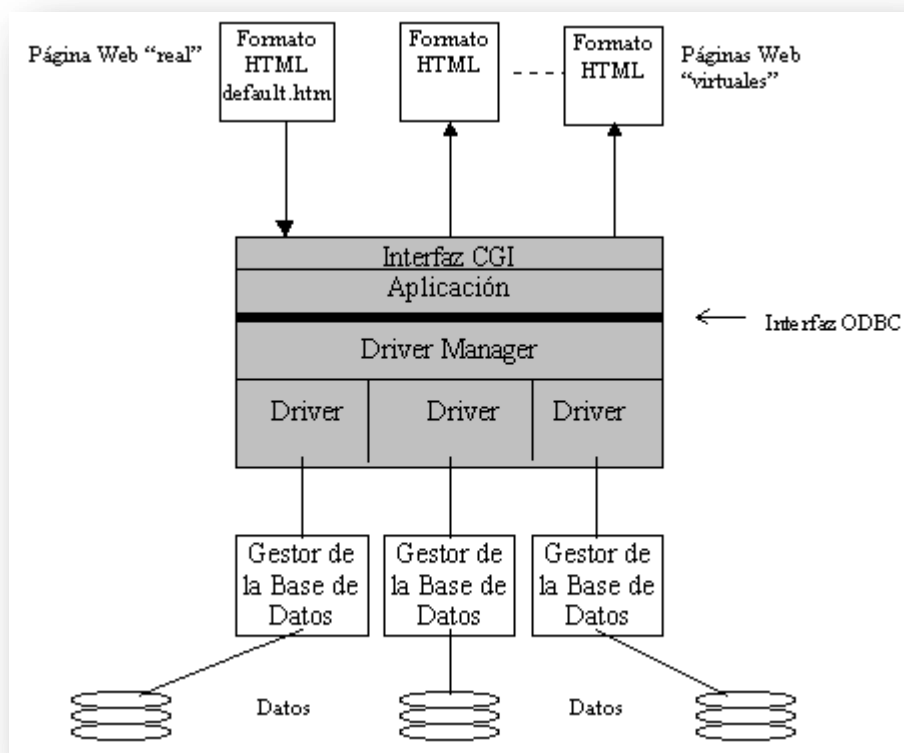 Página Web “real”
Formato
HTML
default.htm
Formato
HTML
Formato
HTML
Páginas Web
“virtuales”
Interfaz CGI
Aplicación
Interfaz ODBC
Driver Manager
Driver
Driver
Driver
Gestor de
la Base de
Datos
Gestor de
la Base de
Datos
Gestor de
la Base de
Datos
Datos
Datos